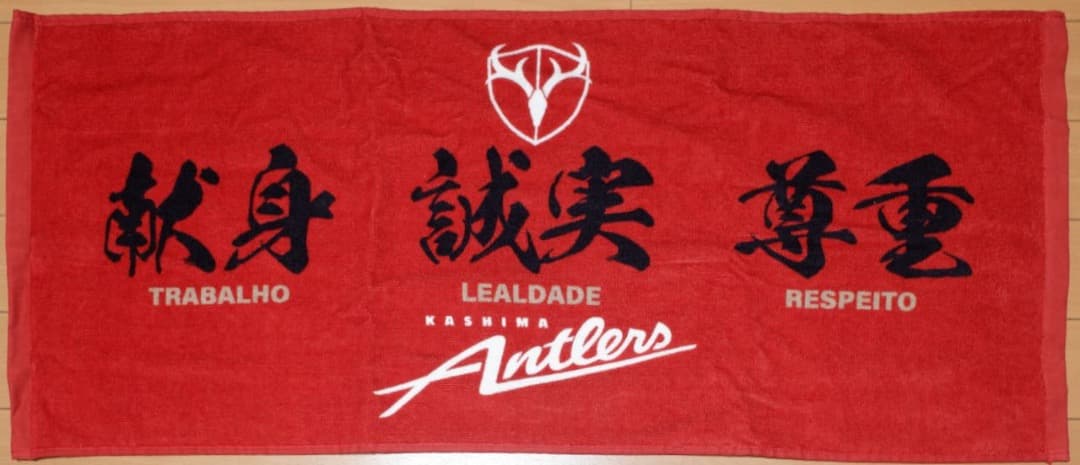 献身 誠実 尊重
TRABALHO LEALDADE RESPEITO
KASHIMA
Antlers